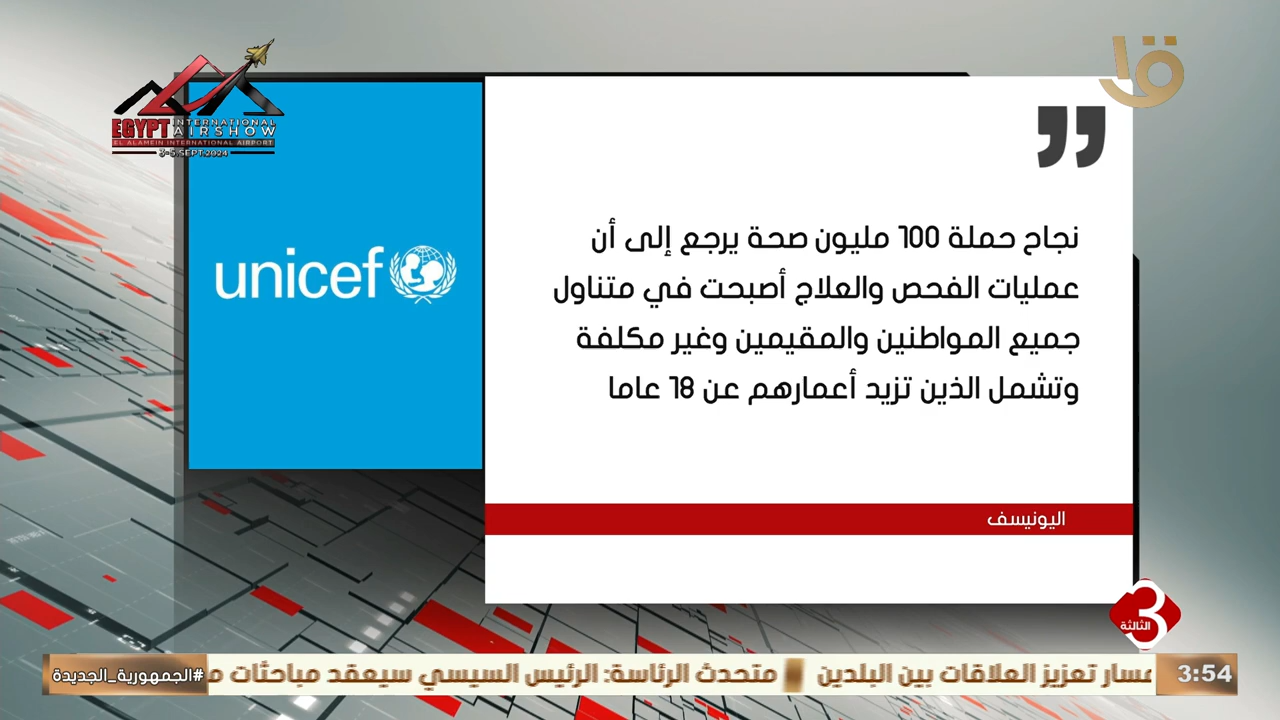 EGYPT INTERNATIONAL AIRSHOW
EL ALAMEIN INTERNATIONAL AIRPORT
3-5.SEPT.2024
unicef
”
نجاح حملة 100 مليون صحة يرجع إلى أن
عمليات الفحص والعلاج أصبحت في متناول
جميع المواطنين والمقيمين وغير مكلفة
وتشمل الذين تزيد أعمارهم عن 18 عاما
اليونيسف
3
الثالثة
3:54
مسار تعزيز العلاقات بين البلدين
متحدث الرئاسة: الرئيس السيسي سيعقد مباحثات
#الجمهورية_الجديدة